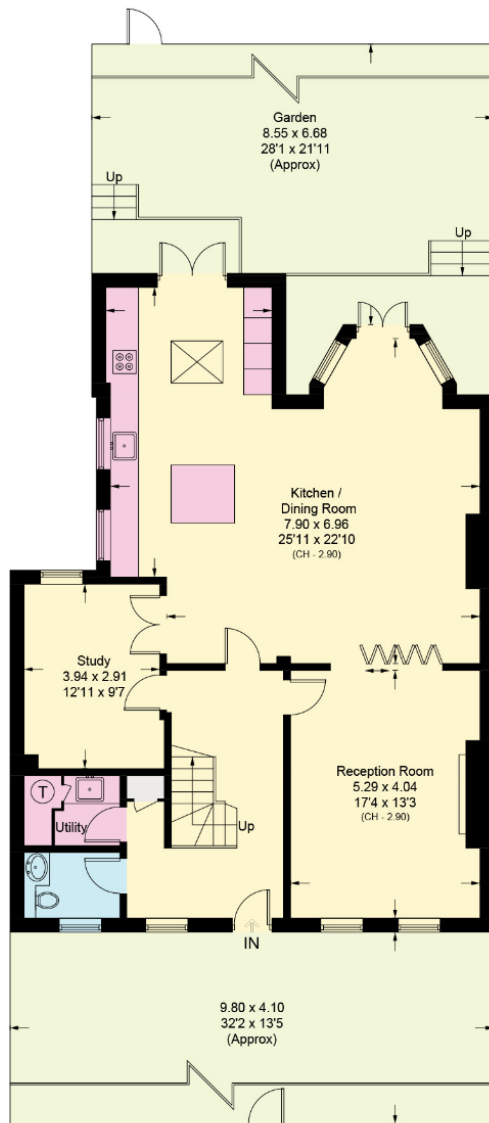 Garden
8.55 x 6.68
28'1 x 21'11
(Approx)
Up
Up
Kitchen /
Dining Room
7.90 x 6.96
25'11 x 22'10
(CH - 2.90)
Study
3.94 x 2.91
12'11 x 9'7
Reception Room
5.29 x 4.04
17'4 x 13'3
(CH - 2.90)
T
Utility
Up
IN
9.80 x 4.10
32'2 x 13'5
(Approx)